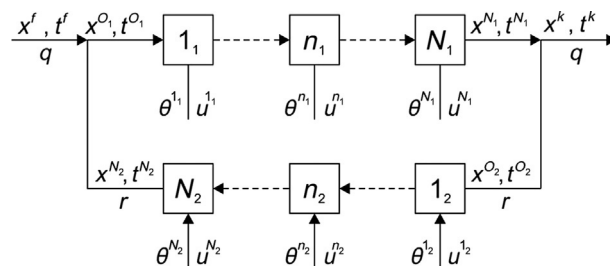 x^f, t^f x^{O_1}, t^{O_1} 1_1 n_1 N_1 x^{N_1}, t^{N_1} x^k, t^k
q q
θ^{1_1} u^{1_1} θ^{n_1} u^{n_1} θ^{N_1} u^{N_1}
x^{N_2}, t^{N_2} N_2 n_2 1_2 x^{O_2}, t^{O_2}
r r
θ^{N_2} u^{N_2} θ^{n_2} u^{n_2} θ^{1_2} u^{1_2}